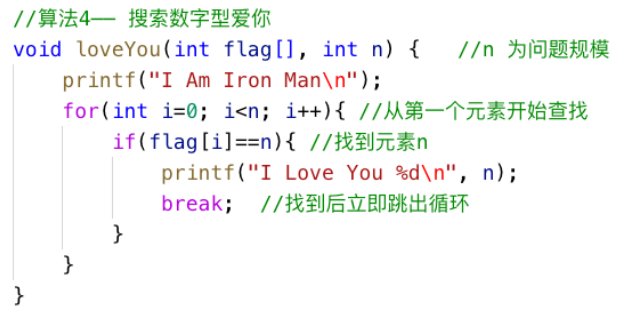 //算法4—— 搜索数字型爱你
void loveYou(int flag[], int n) {   //n 为问题规模
    printf("I Am Iron Man\n");
    for(int i=0; i<n; i++){ //从第一个元素开始查找
        if(flag[i]==n){ //找到元素n
            printf("I Love You %d\n", n);
            break;  //找到后立即跳出循环
        }
    }
}